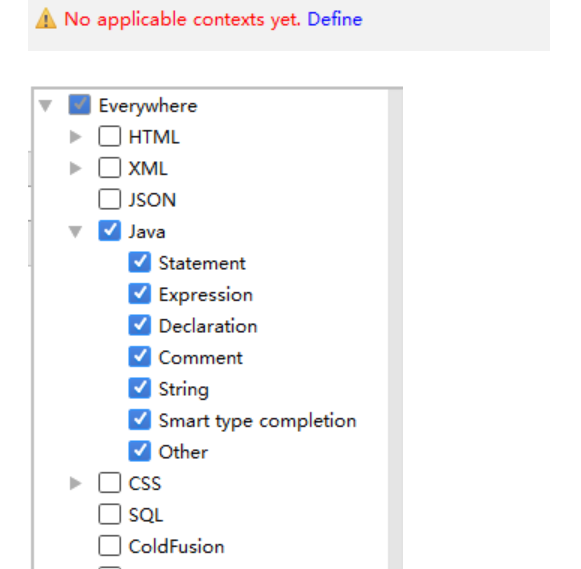 No applicable contexts yet. Define
Everywhere
HTML
XML
JSON
Java
Statement
Expression
Declaration
Comment
String
Smart type completion
Other
CSS
SQL
ColdFusion